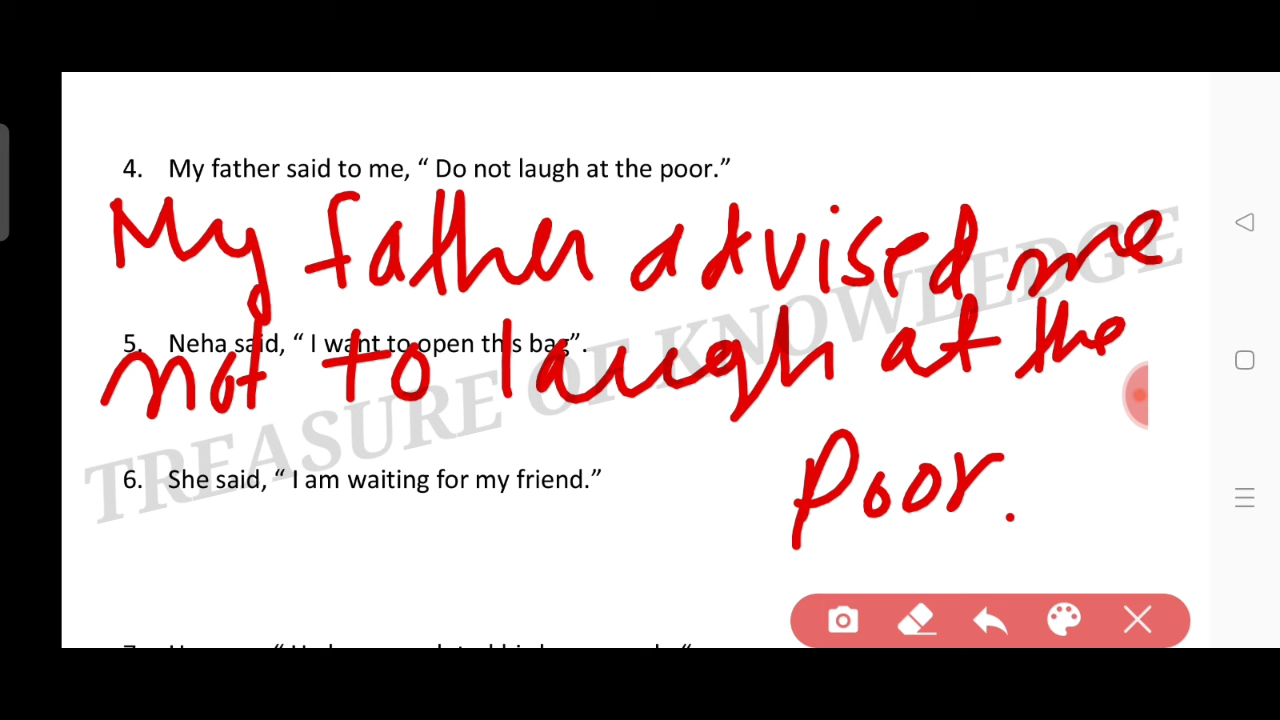 4. My father said to me, “ Do not laugh at the poor.”
My father advised me
5. Neha said, “ I want to open this bag”.
not to laugh at the
poor.
6. She said, “ I am waiting for my friend.”
TREASURE OF KNOWLEDGE